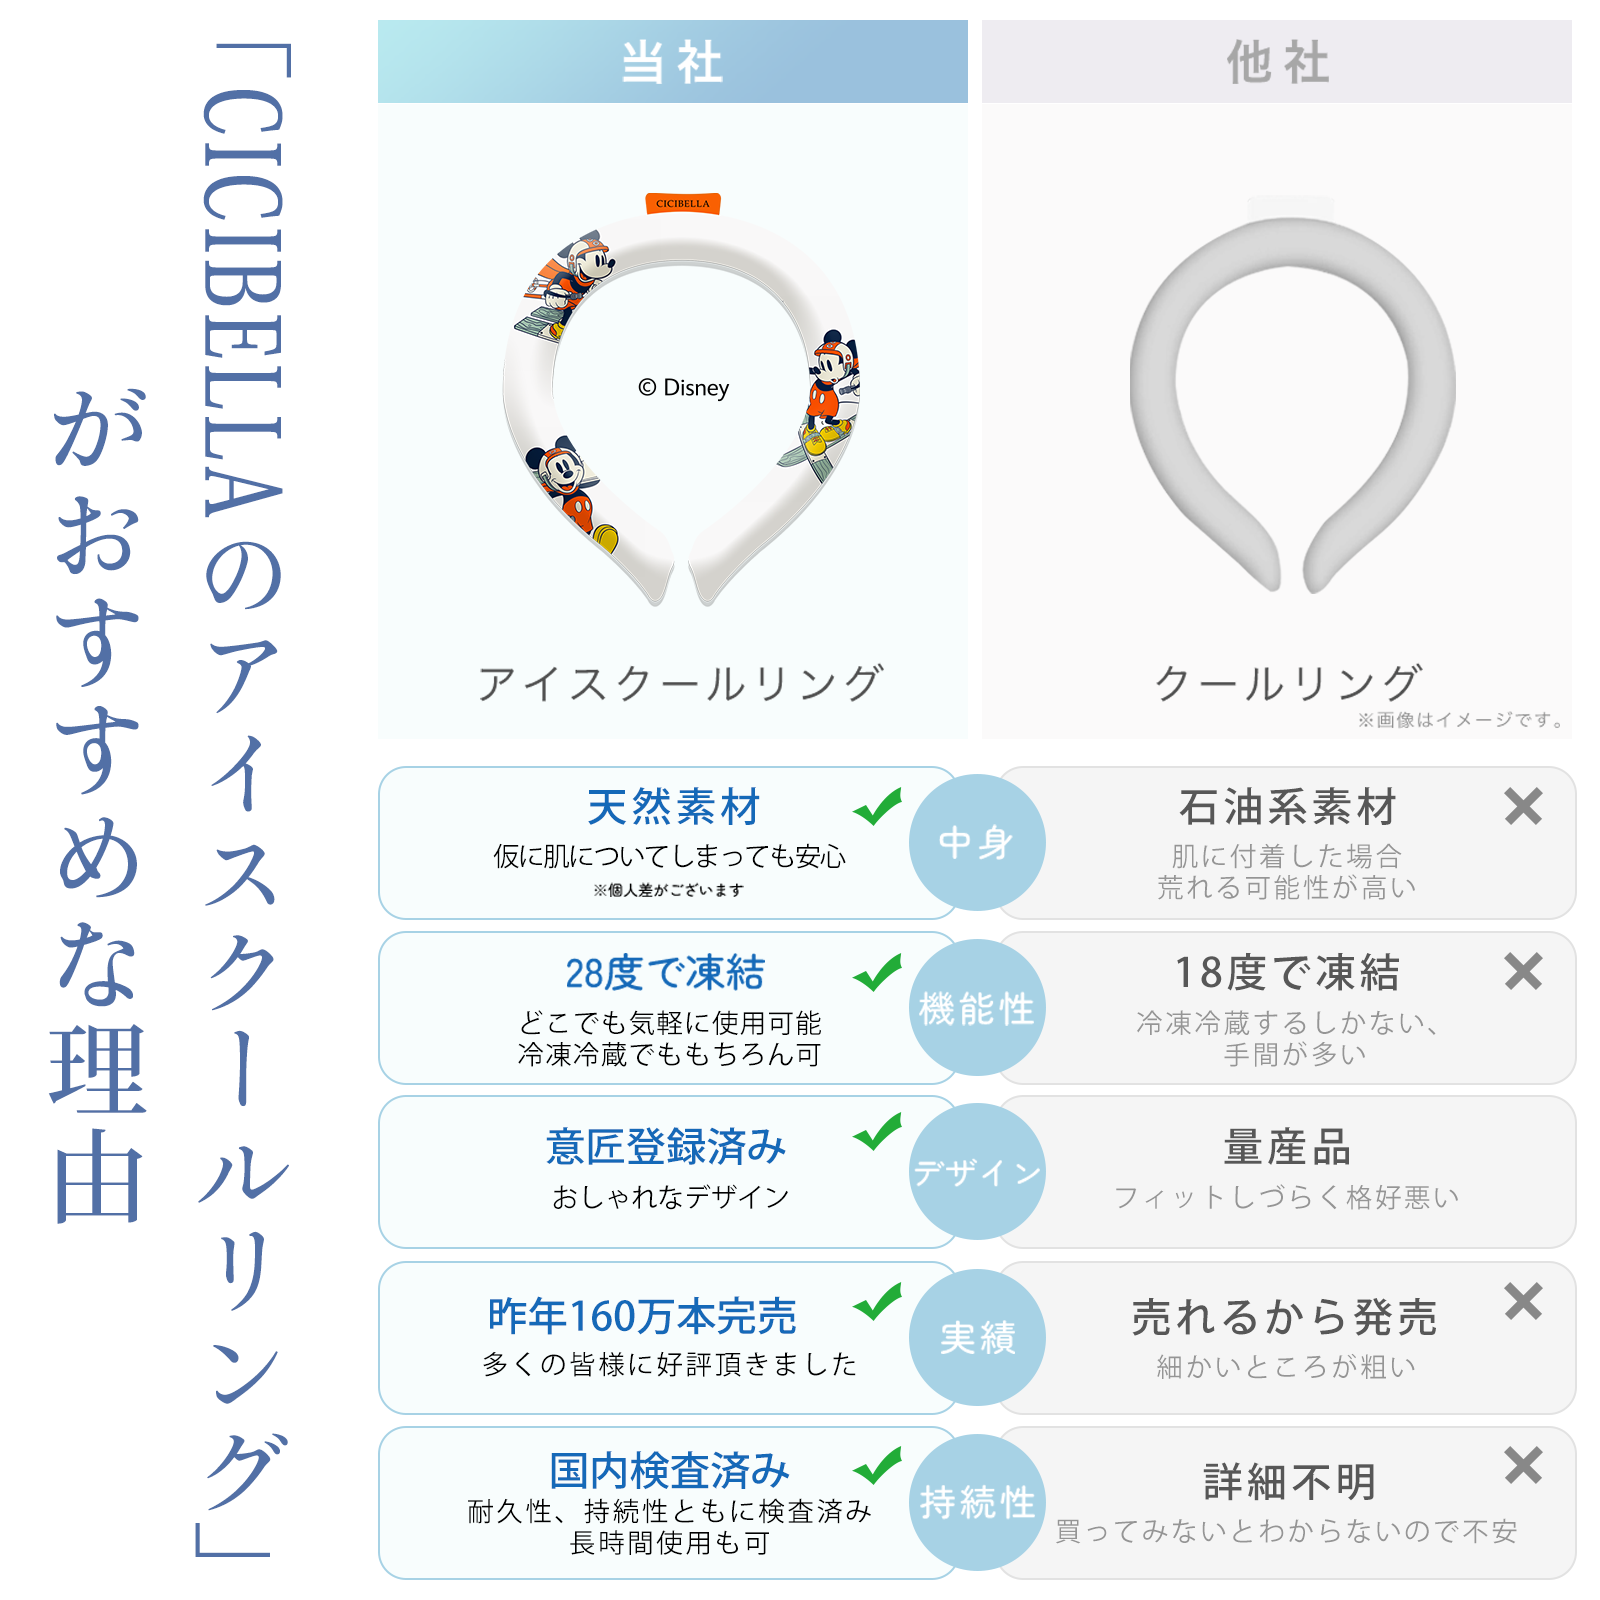 「CICIBELLAのアイスクールリング」
がおすすめな理由
当社
他社
CICIBELLA
© Disney
アイスクールリング
クールリング
※画像はイメージです。
天然素材
仮に肌についてしまっても安心
※個人差がございます
中身
石油系素材
肌に付着した場合
荒れる可能性が高い
28度で凍結
どこでも気軽に使用可能
冷凍冷蔵でももちろん可
機能性
18度で凍結
冷凍冷蔵するしかない、
手間が多い
意匠登録済み
おしゃれなデザイン
デザイン
量産品
フィットしづらく格好悪い
昨年160万本完売
多くの皆様に好評頂きました
実績
売れるから発売
細かいところが粗い
国内検査済み
耐久性、持続性ともに検査済み
長時間使用も可
持続性
詳細不明
買ってみないとわからないので不安